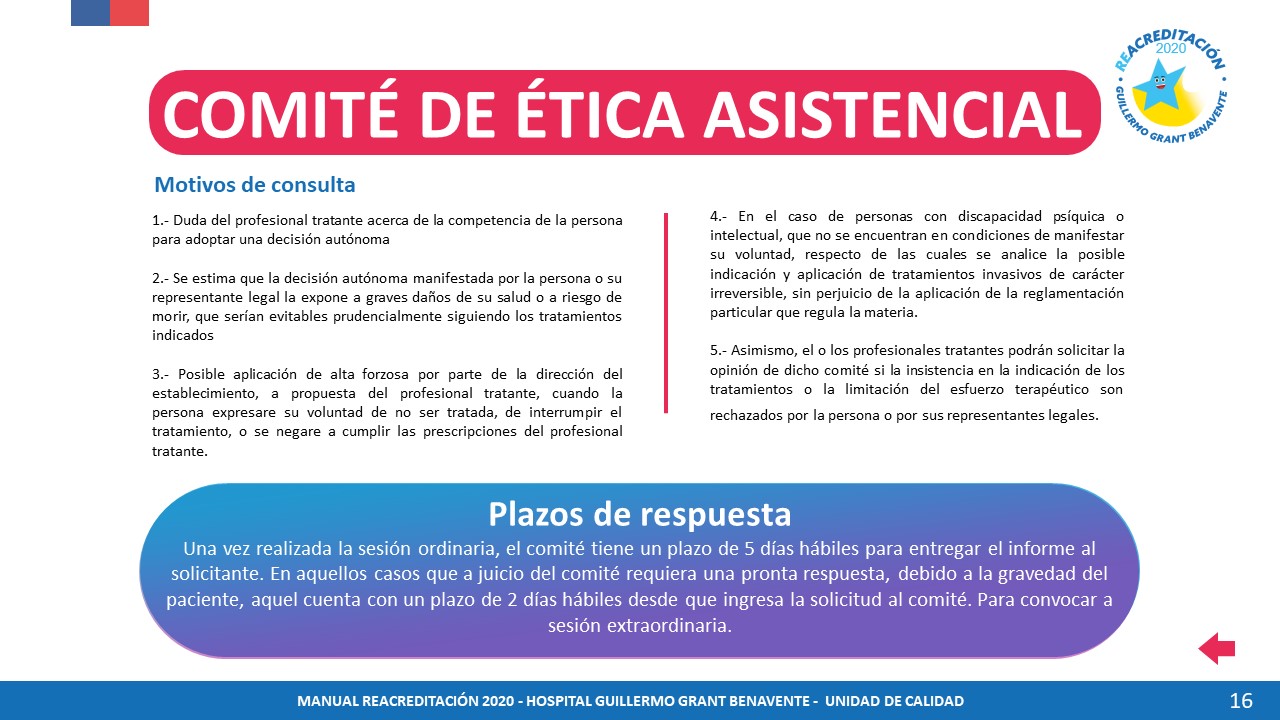 REACREDITACIÓN
2020
GUILLERMO GRANT BENAVENTE
COMITÉ DE ÉTICA ASISTENCIAL
Motivos de consulta
1.- Duda del profesional tratante acerca de la competencia de la persona
para adoptar una decisión autónoma
2.- Se estima que la decisión autónoma manifestada por la persona o su
representante legal la expone a graves daños de su salud o a riesgo de
morir, que serían evitables prudencialmente siguiendo los tratamientos
indicados
3.- Posible aplicación de alta forzosa por parte de la dirección del
establecimiento, a propuesta del profesional tratante, cuando la
persona expresare su voluntad de no ser tratada, de interrumpir el
tratamiento, o se negare a cumplir las prescripciones del profesional
tratante.
4.- En el caso de personas con discapacidad psíquica o
intelectual, que no se encuentran en condiciones de manifestar
su voluntad, respecto de las cuales se analice la posible
indicación y aplicación de tratamientos invasivos de carácter
irreversible, sin perjuicio de la aplicación de la reglamentación
particular que regula la materia.
5.- Asimismo, el o los profesionales tratantes podrán solicitar la
opinión de dicho comité si la insistencia en la indicación de los
tratamientos o la limitación del esfuerzo terapéutico son
rechazados por la persona o por sus representantes legales.
Plazos de respuesta
Una vez realizada la sesión ordinaria, el comité tiene un plazo de 5 días hábiles para entregar el informe al
solicitante. En aquellos casos que a juicio del comité requiera una pronta respuesta, debido a la gravedad del
paciente, aquel cuenta con un plazo de 2 días hábiles desde que ingresa la solicitud al comité. Para convocar a
sesión extraordinaria.
MANUAL REACREDITACIÓN 2020 - HOSPITAL GUILLERMO GRANT BENAVENTE - UNIDAD DE CALIDAD
16